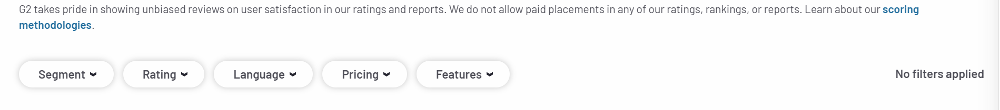 G2 takes pride in showing unbiased reviews on user satisfaction in our ratings and reports. We do not allow paid placements in any of our ratings, rankings, or reports. Learn about our scoring
methodologies.
Segment Rating Language Pricing Features No filters applied